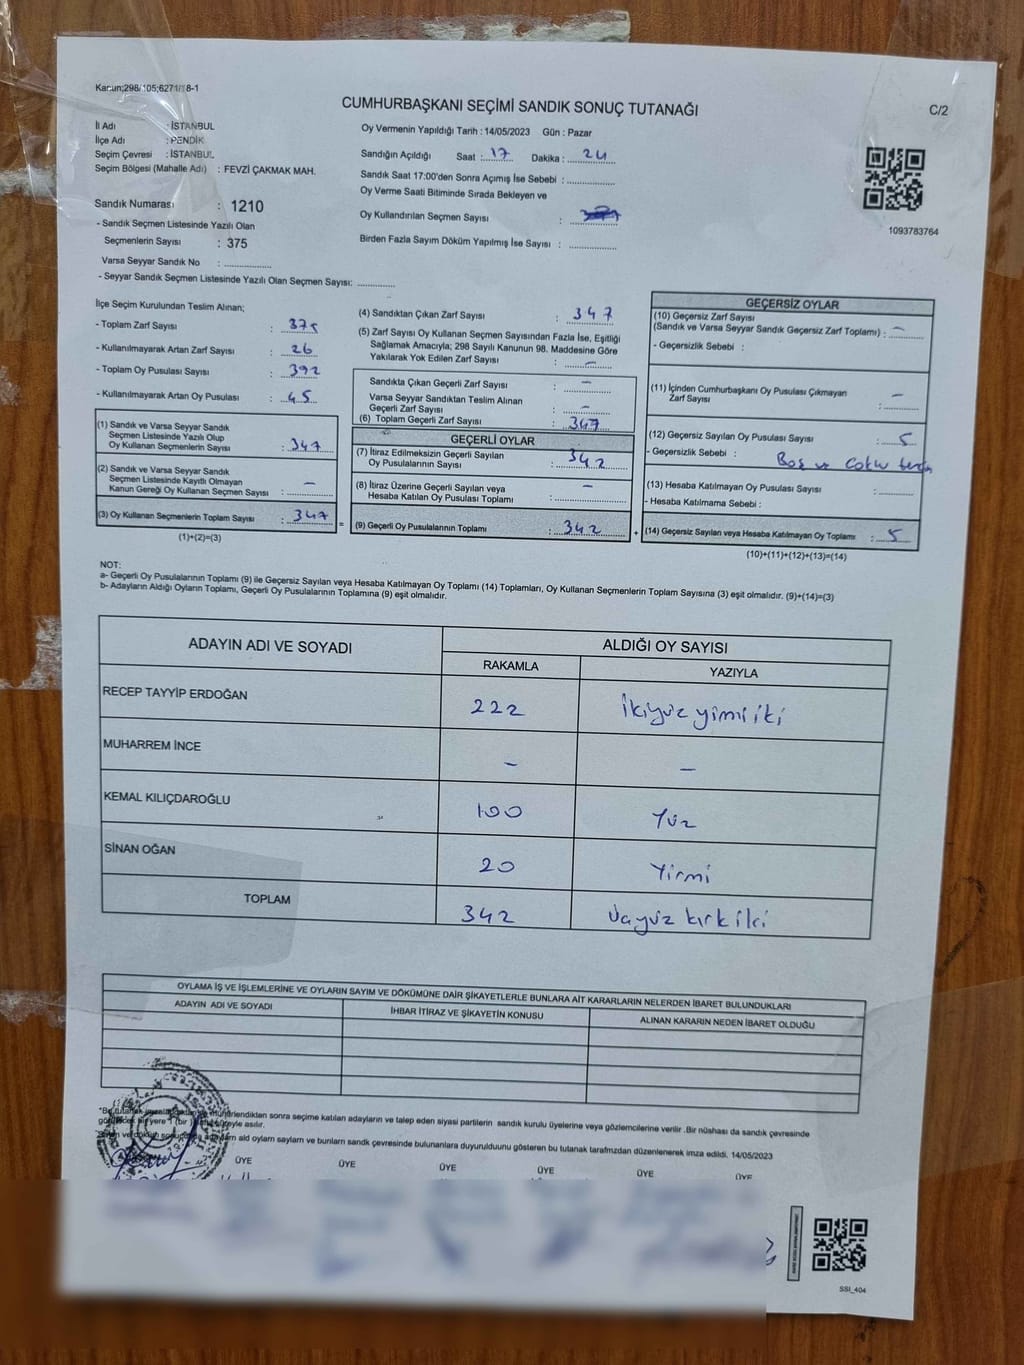 Kanun;298/105;6271/18-1
CUMHURBAŞKANI SEÇİMİ SANDIK SONUÇ TUTANAĞI
C/2
İl Adı : İSTANBUL
İlçe Adı : PENDİK
Seçim Çevresi : İSTANBUL
Seçim Bölgesi (Mahalle Adı) : FEVZİ ÇAKMAK MAH.
Oy Vermenin Yapıldığı Tarih : 14/05/2023 Gün : Pazar
Sandığın Açıldığı Saat : 17 Dakika : 24
Sandık Saat 17:00'den Sonra Açımış İse Sebebi :
Oy Verme Saati Bitiminde Sırada Bekleyen ve
Oy Kullandırılan Seçmen Sayısı :
Birden Fazla Sayım Döküm Yapılmış İse Sayısı :
1093783764
Sandık Numarası : 1210
- Sandık Seçmen Listesinde Yazılı Olan
Seçmenlerin Sayısı : 375
Varsa Seyyar Sandık No :
- Seyyar Sandık Seçmen Listesinde Yazılı Olan Seçmen Sayısı:
İlçe Seçim Kurulundan Teslim Alınan;
- Toplam Zarf Sayısı : 375
- Kullanılmayarak Artan Zarf Sayısı : 26
- Toplam Oy Pusulası Sayısı : 392
- Kullanılmayarak Artan Oy Pusulası : 45
(1) Sandık ve Varsa Seyyar Sandık
Seçmen Listesinde Yazılı Olup
Oy Kullanan Seçmenlerin Sayısı : 347
(2) Sandık ve Varsa Seyyar Sandık
Seçmen Listesinde Kayıtlı Olmayan
Kanun Gereği Oy Kullanan Seçmen Sayısı : -
(3) Oy Kullanan Seçmenlerin Toplam Sayısı : 347
(1)+(2)=(3)
(4) Sandıktan Çıkan Zarf Sayısı : 347
(5) Zarf Sayısı Oy Kullanan Seçmen Sayısından Fazla İse, Eşitliği
Sağlamak Amacıyla; 298 Sayılı Kanunun 98. Maddesine Göre
Yakılarak Yok Edilen Zarf Sayısı : -
Sandıkta Çıkan Geçerli Zarf Sayısı : -
Varsa Seyyar Sandıktan Teslim Alınan
Geçerli Zarf Sayısı : -
(6) Toplam Geçerli Zarf Sayısı : 347
GEÇERLİ OYLAR
(7) İtiraz Edilmeksizin Geçerli Sayılan
Oy Pusulalarının Sayısı : 342
(8) İtiraz Üzerine Geçerli Sayılan veya
Hesaba Katılan Oy Pusulası Toplamı : -
(9) Geçerli Oy Pusulalarının Toplamı : 342
GEÇERSİZ OYLAR
(10) Geçersiz Zarf Sayısı
(Sandık ve Varsa Seyyar Sandık Geçersiz Zarf Toplamı) : -
- Geçersizlik Sebebi :
(11) İçinden Cumhurbaşkanı Oy Pusulası Çıkmayan
Zarf Sayısı : -
(12) Geçersiz Sayılan Oy Pusulası Sayısı : 5
- Geçersizlik Sebebi : Boş ve
(13) Hesaba Katılmayan Oy Pusulası Sayısı :
- Hesaba Katılmama Sebebi :
(14) Geçersiz Sayılan veya Hesaba Katılmayan Oy Toplamı : 5
(10)+(11)+(12)+(13)=(14)
NOT:
a- Geçerli Oy Pusulalarının Toplamı (9) ile Geçersiz Sayılan veya Hesaba Katılmayan Oy Toplamı (14) Toplamları, Oy Kullanan Seçmenlerin Toplam Sayısına (3) eşit olmalıdır. (9)+(14)=(3)
b- Adayların Aldığı Oyların Toplamı, Geçerli Oy Pusulalarının Toplamına (9) eşit olmalıdır.
ADAYIN ADI VE SOYADI
ALDIĞI OY SAYISI
RAKAMLA YAZIYLA
RECEP TAYYİP ERDOĞAN 222 İkiyüz yimi iki
MUHARREM İNCE - -
KEMAL KILIÇDAROĞLU 100 Yüz
SİNAN OĞAN 20 Yirmi
TOPLAM 342 Üçyüz kırk iki
OYLAMA İŞ VE İŞLEMLERİNE VE OYLARIN SAYIM VE DÖKÜMÜNE DAİR ŞİKAYETLERLE BUNLARA AİT KARARLARIN NELERDEN İBARET BULUNDUKLARI
ADAYIN ADI VE SOYADI İHBAR İTİRAZ VE ŞİKAYETİN KONUSU ALINAN KARARIN NEDEN İBARET OLDUĞU
sonra seçime katılan adayların ve talep eden siyasi partilerin sandık kurulu üyelerine veya gözlemcilerine verilir .Bir nüshası da sandık çevresinde
bir yere 1 (bir) asılır.
ald oyların sayların ve bunların sandık çevresinde bulunanlara duyurulduunu gösteren bu tutanak tarafmzdan düzenlenerek imza edildi. 14/05/2023
ÜYE ÜYE ÜYE ÜYE ÜYE ÜYE
SSI_404